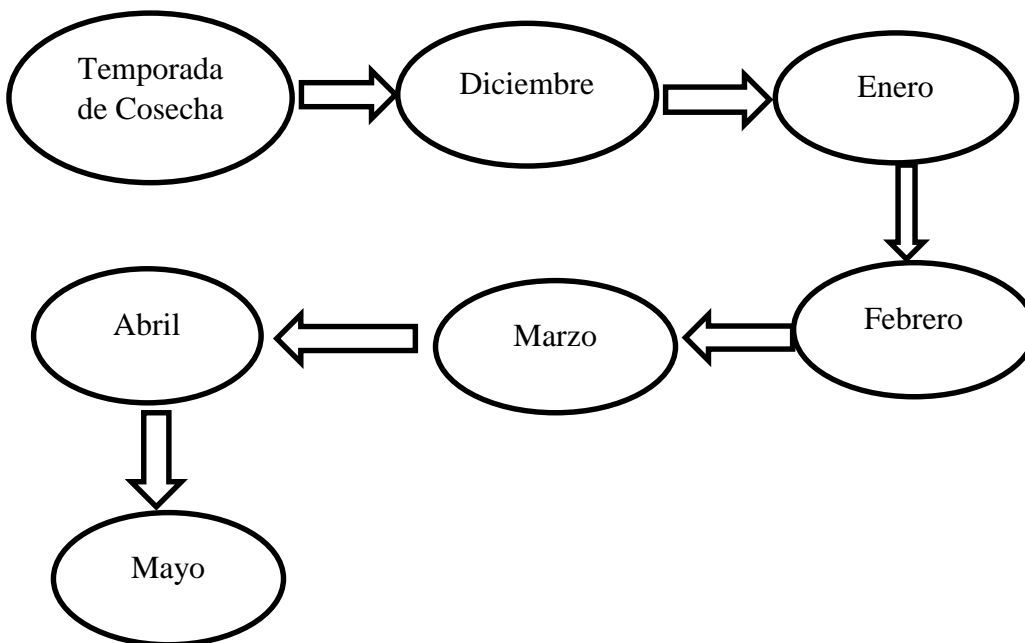 Temporada
de Cosecha
Diciembre
Enero
Febrero
Marzo
Abril
Mayo